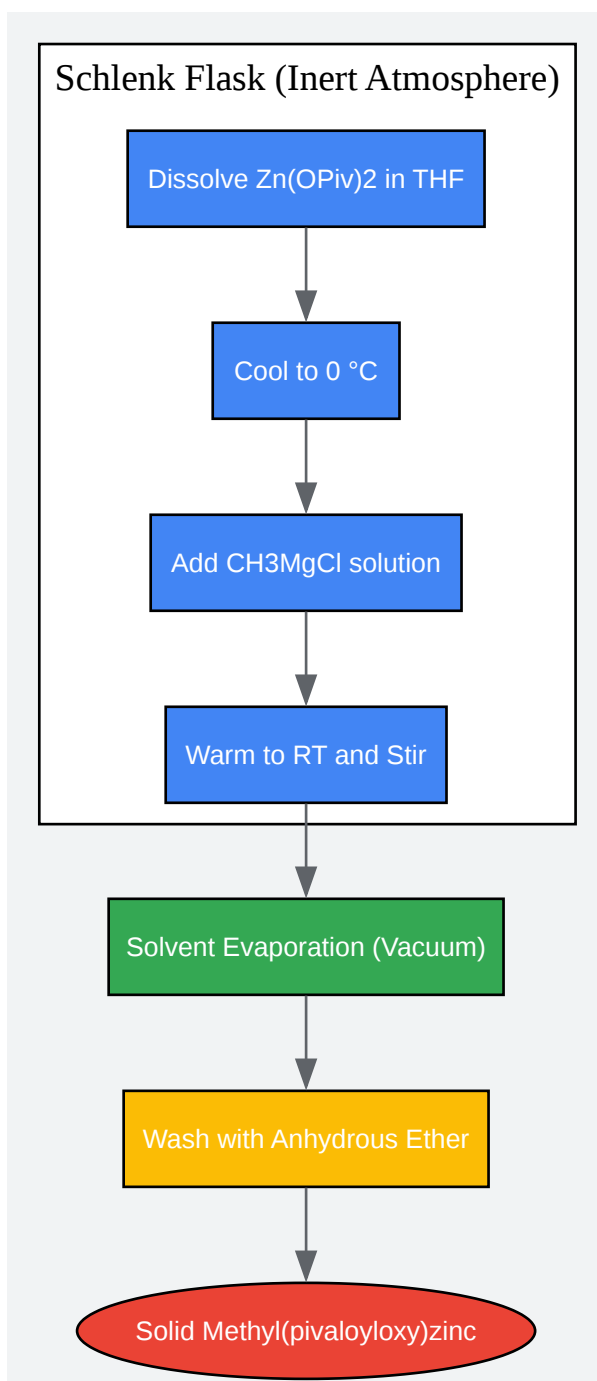 Schlenk Flask (Inert Atmosphere)
Dissolve Zn(OPiv)2 in THF
Cool to 0 °C
Add CH3MgCl solution
Warm to RT and Stir
Solvent Evaporation (Vacuum)
Wash with Anhydrous Ether
Solid Methyl(pivaloyloxy)zinc